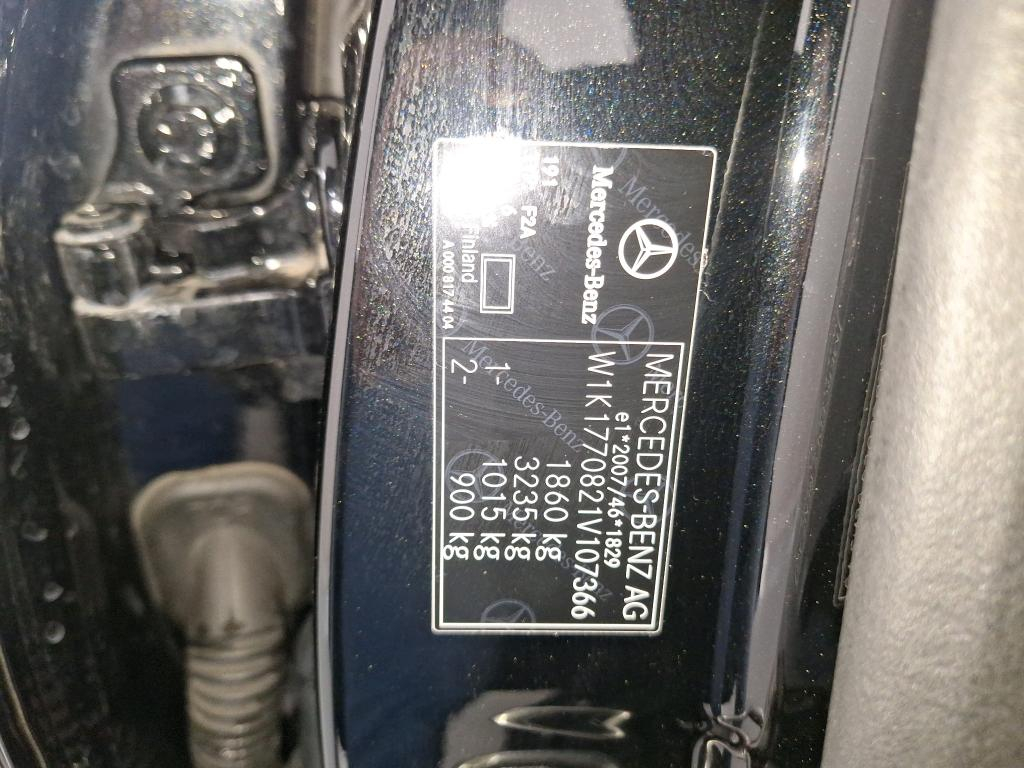 Mercedes-Benz
191
F2A
A 000 817 44 04
MERCEDES-BENZ AG
e1*2007/46*1829
W1K1770821V107366
1860 kg
3235 kg
1- 1015 kg
2- 900 kg